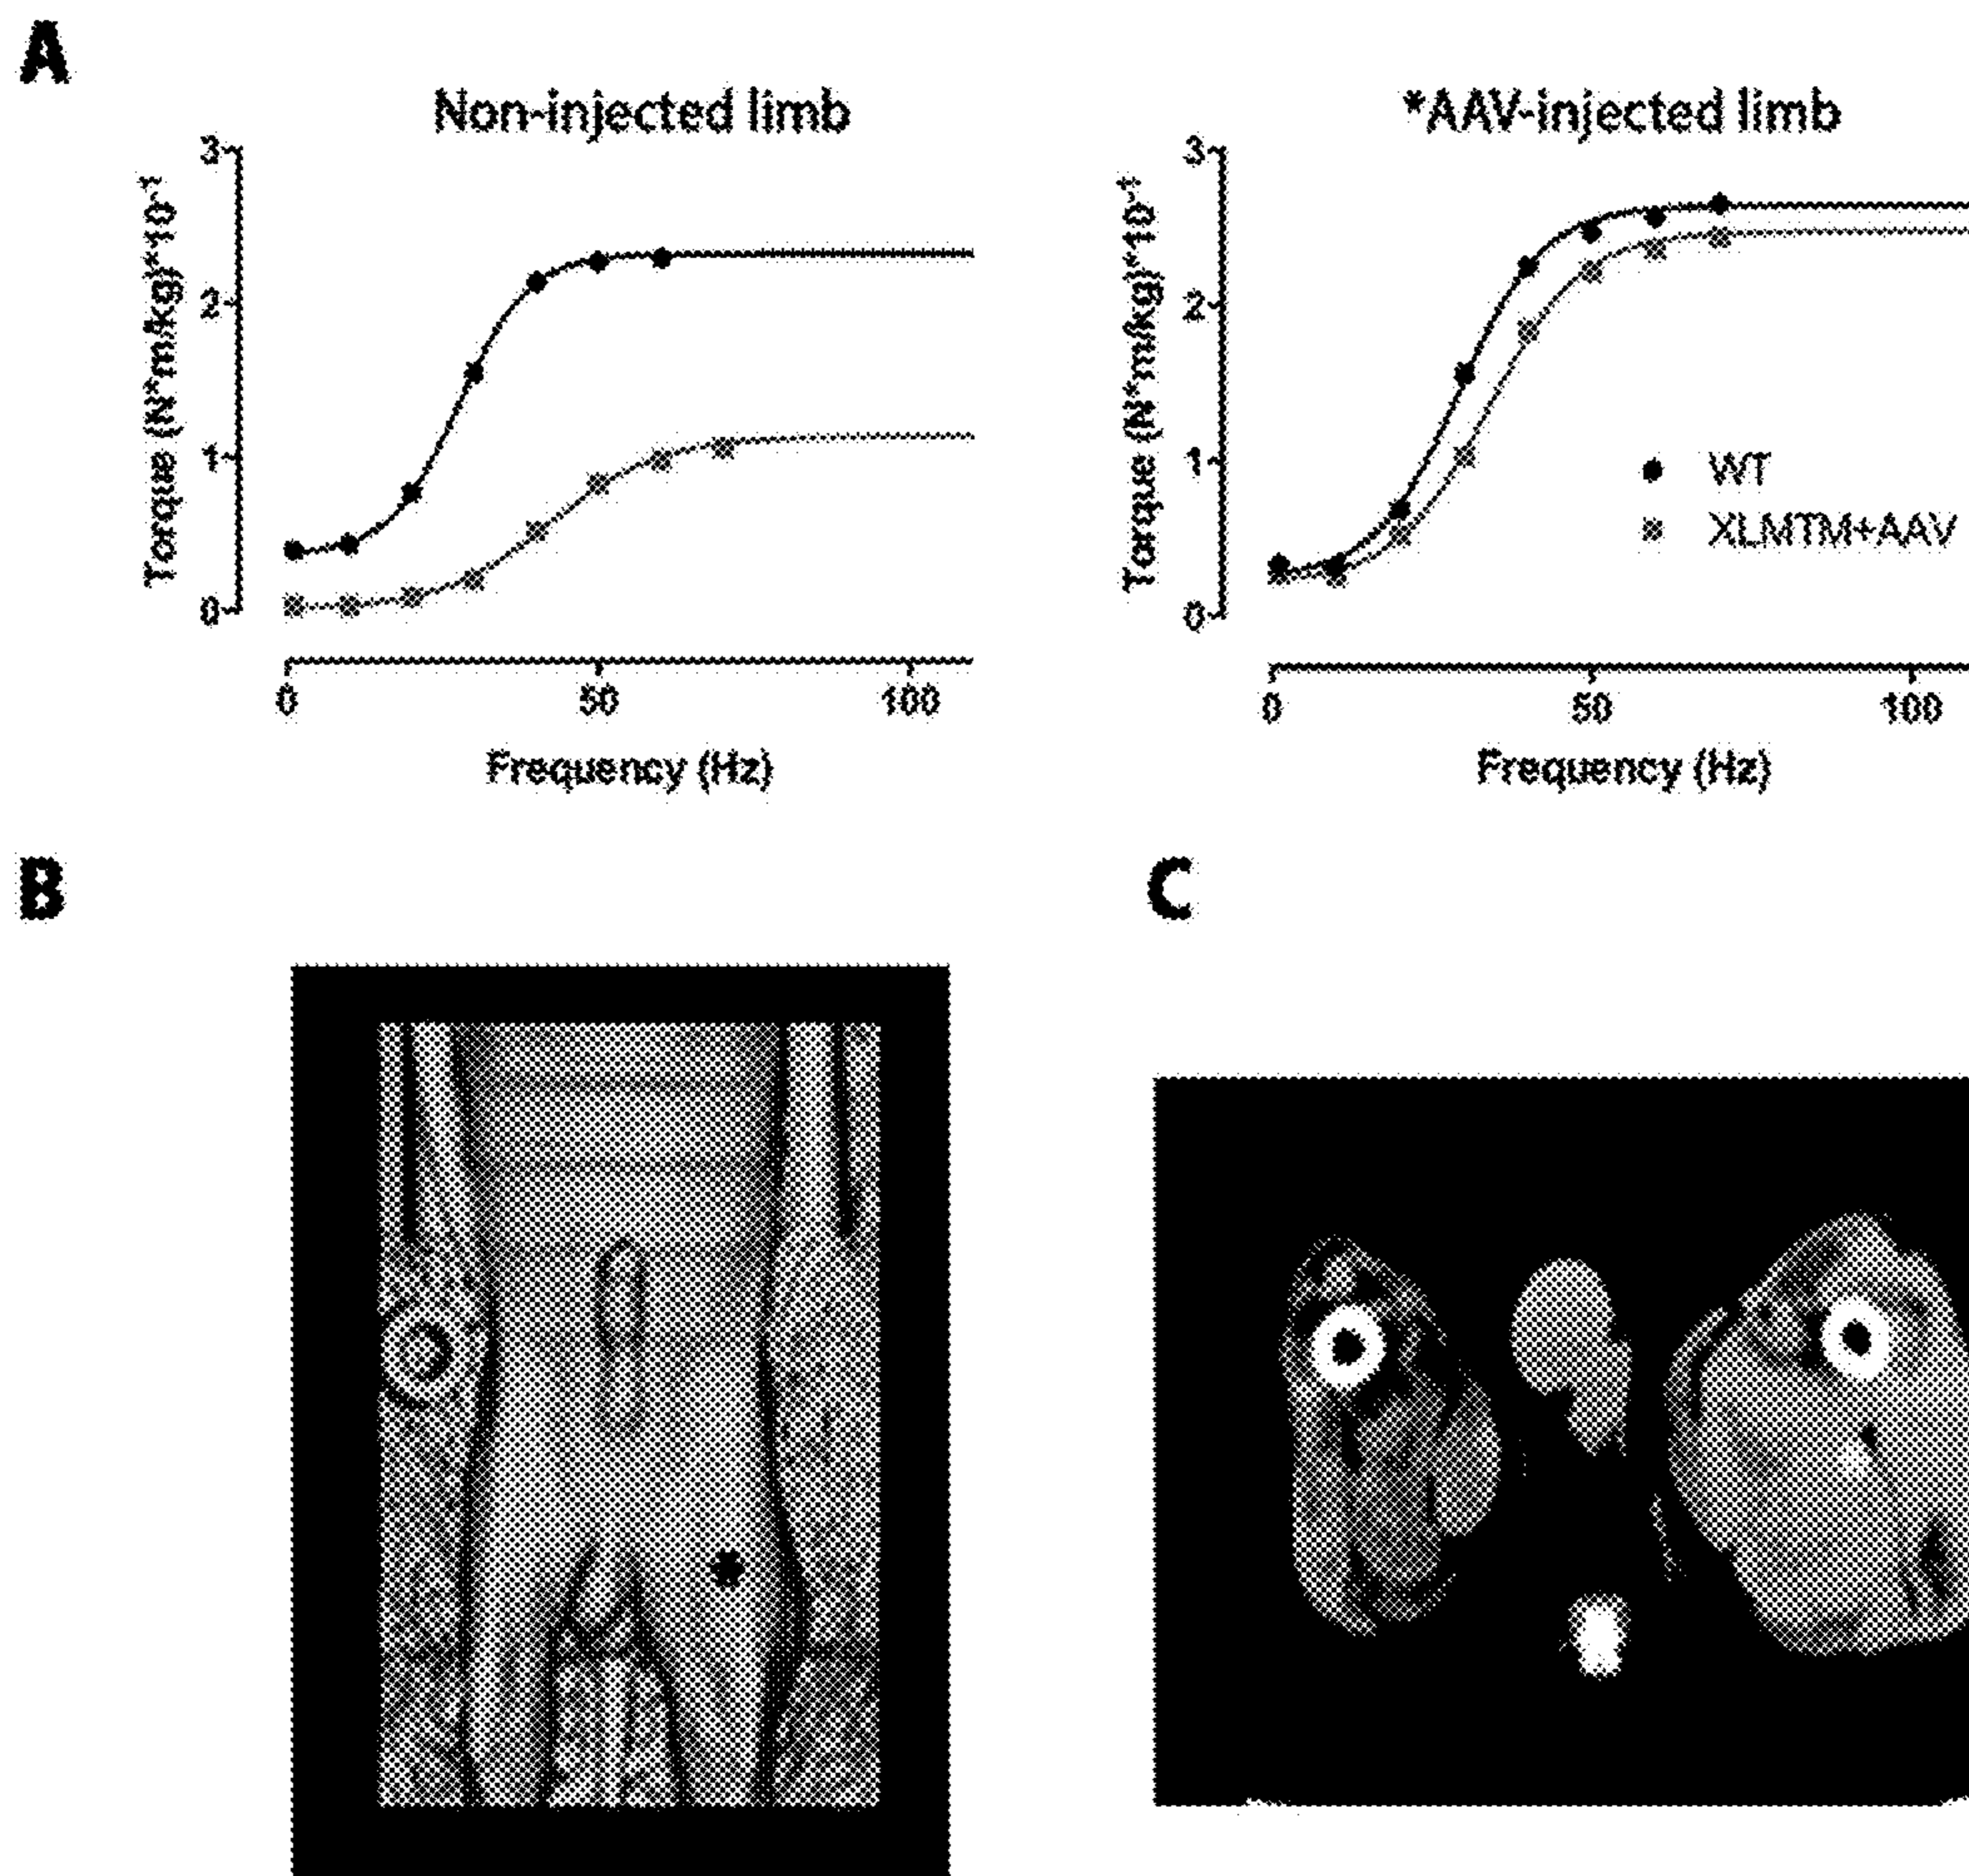 A
Non-injected limb
Torque (N*m/kg)*10⁻¹
3
2
1
0
0 50 100
Frequency (Hz)
*AAV-injected limb
Torque (N*m/kg)*10⁻¹
3
2
1
0
WT
XLMTM+AAV
0 50 100
Frequency (Hz)
B
*
C